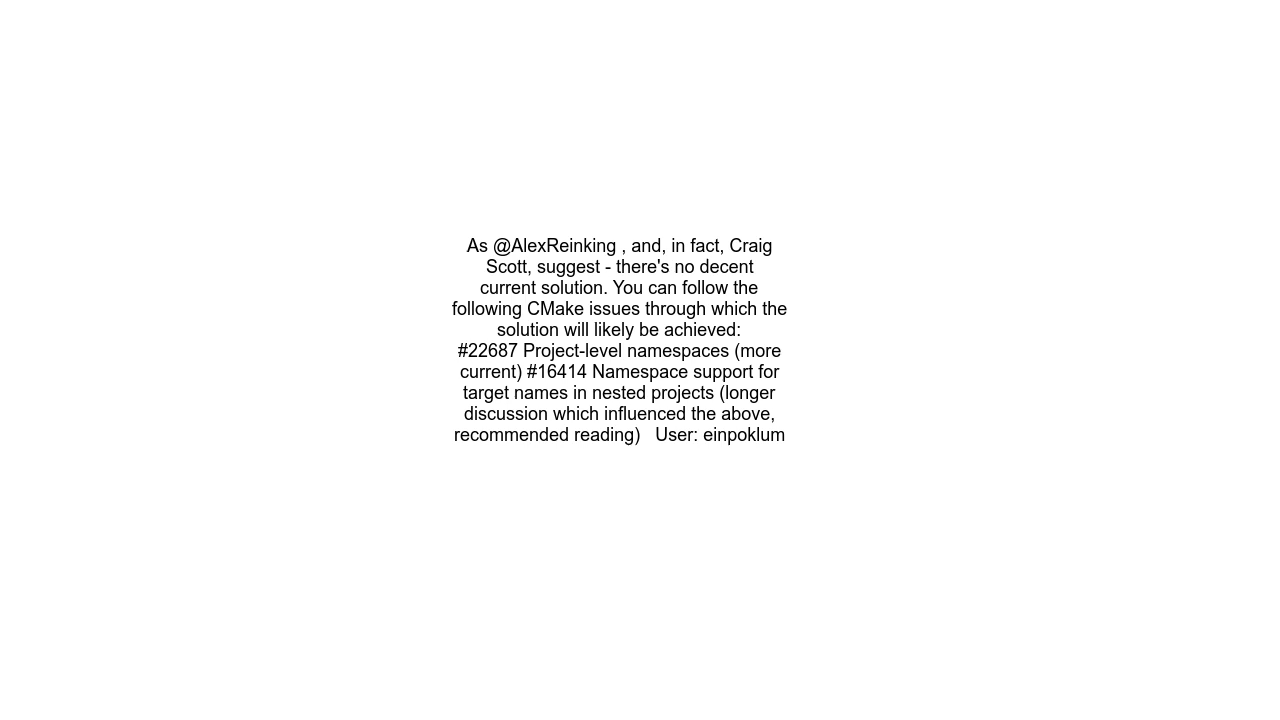 As @AlexReinking , and, in fact, Craig
Scott, suggest - there's no decent
current solution. You can follow the
following CMake issues through which the
solution will likely be achieved:
#22687 Project-level namespaces (more
current) #16414 Namespace support for
target names in nested projects (longer
discussion which influenced the above,
recommended reading)   User: einpoklum